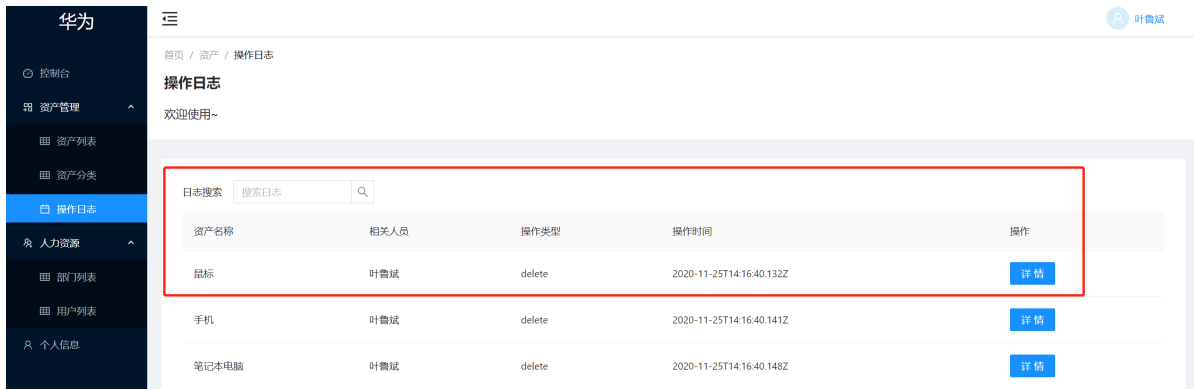 华为
控制台
资产管理
资产列表
资产分类
操作日志
人力资源
部门列表
用户列表
个人信息
叶鲁斌
首页 / 资产 / 操作日志
操作日志
欢迎使用~
日志搜索 搜索日志
资产名称 相关人员 操作类型 操作时间 操作
鼠标 叶鲁斌 delete 2020-11-25T14:16:40.132Z 详 情
手机 叶鲁斌 delete 2020-11-25T14:16:40.141Z 详 情
笔记本电脑 叶鲁斌 delete 2020-11-25T14:16:40.148Z 详 情